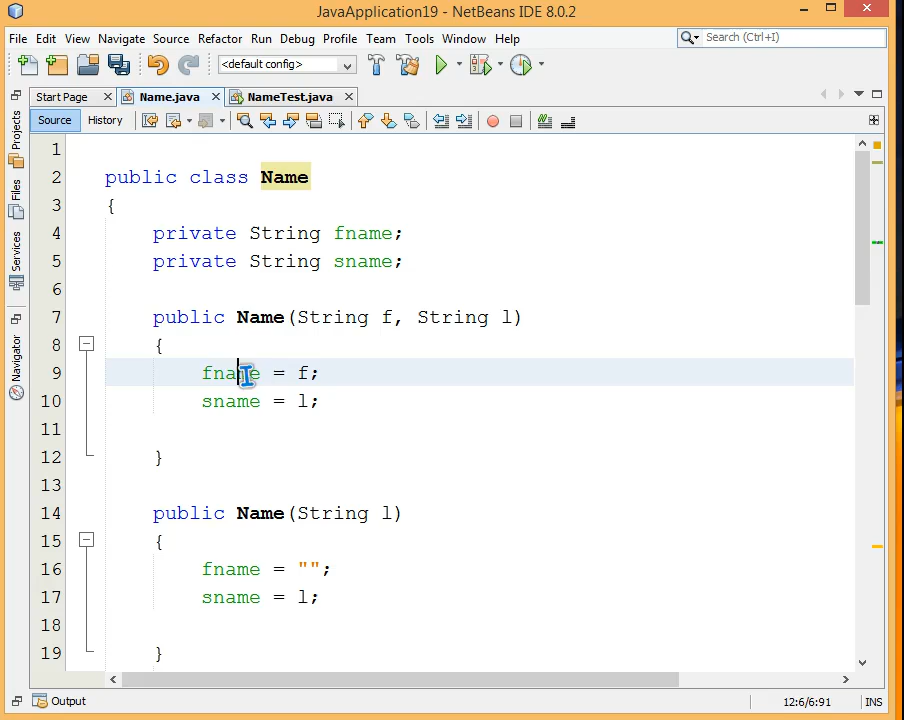 JavaApplication19 - NetBeans IDE 8.0.2
File Edit View Navigate Source Refactor Run Debug Profile Team Tools Window Help
Search (Ctrl+I)
<default config>
Start Page Name.java NameTest.java
Source History
Projects
Files
Services
Navigator
1
2 public class Name
3 {
4 private String fname;
5 private String sname;
6
7 public Name(String f, String l)
8 {
9 fname = f;
10 sname = l;
11
12 }
13
14 public Name(String l)
15 {
16 fname = "";
17 sname = l;
18
19 }
Output
12:6/6:91 INS